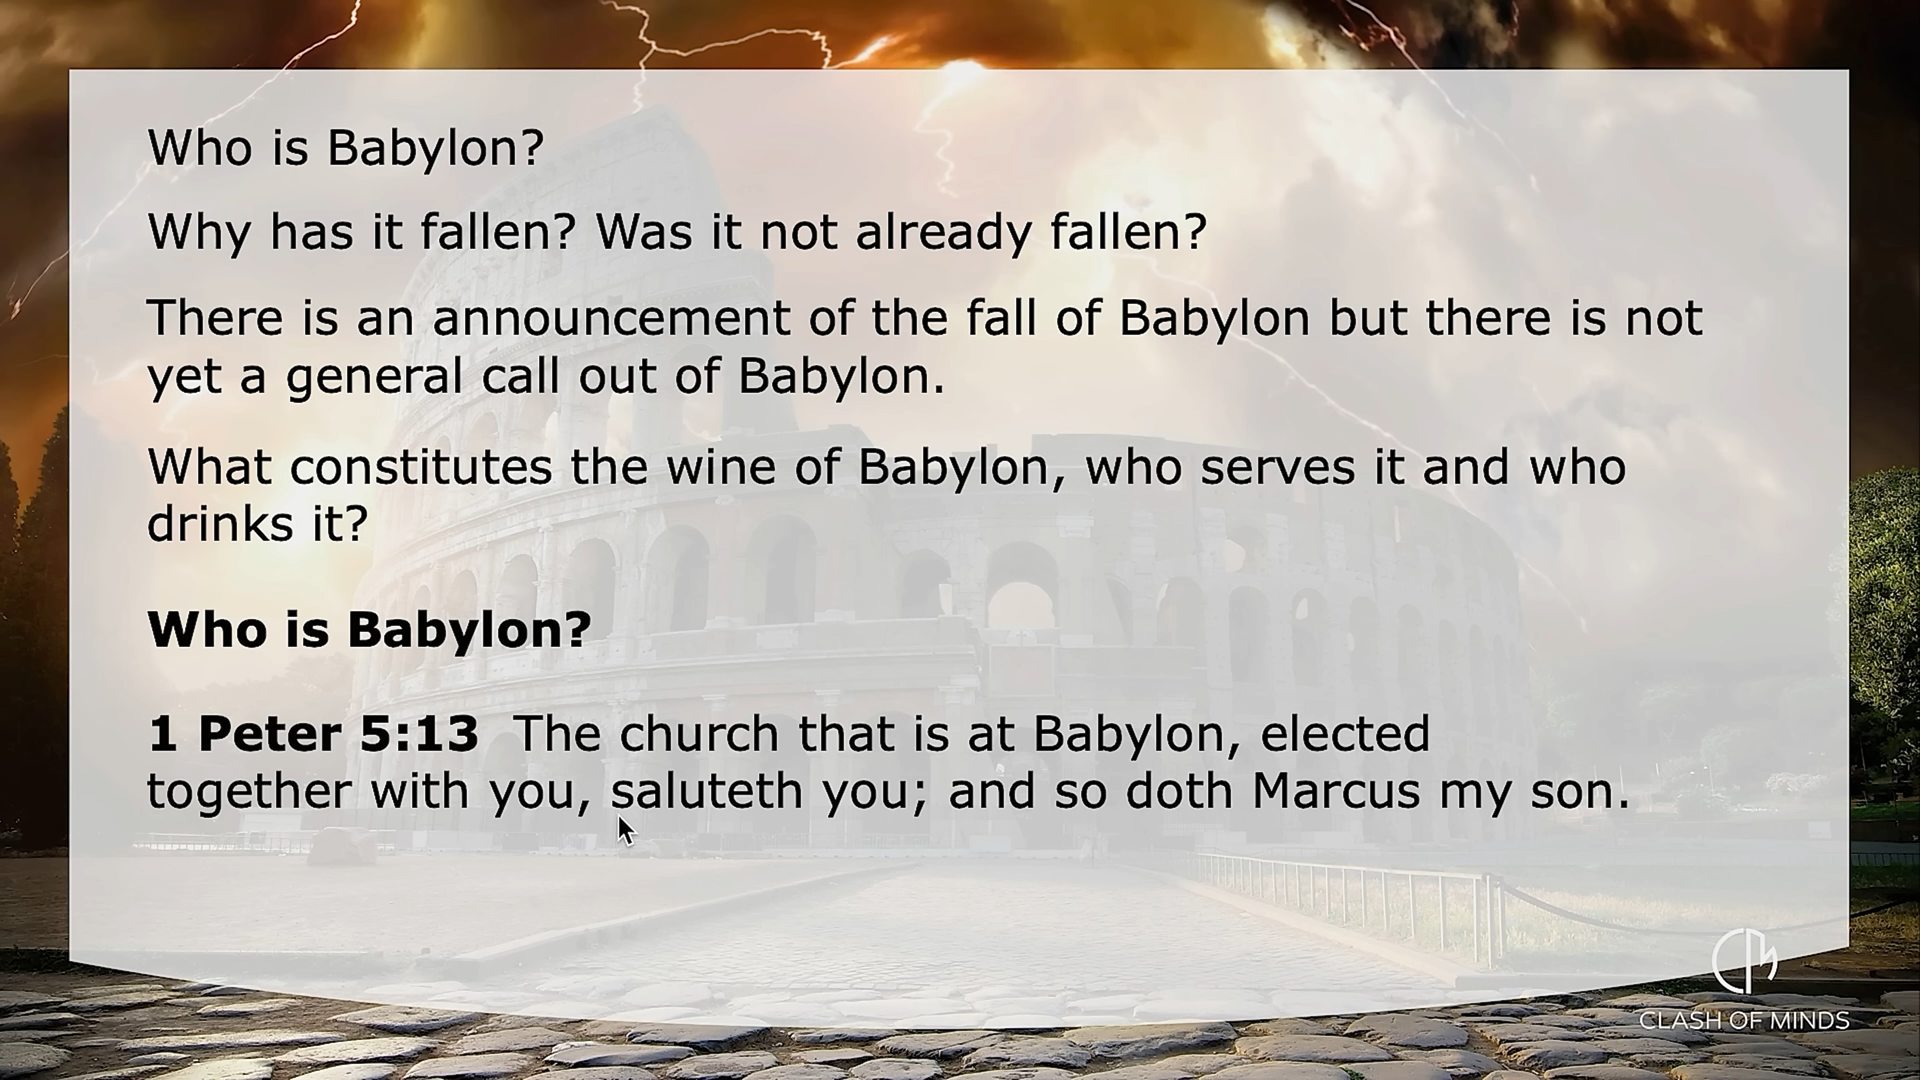 Who is Babylon?
Why has it fallen? Was it not already fallen?
There is an announcement of the fall of Babylon but there is not
yet a general call out of Babylon.
What constitutes the wine of Babylon, who serves it and who
drinks it?
Who is Babylon?
1 Peter 5:13 The church that is at Babylon, elected
together with you, saluteth you; and so doth Marcus my son.
CLASH OF MINDS